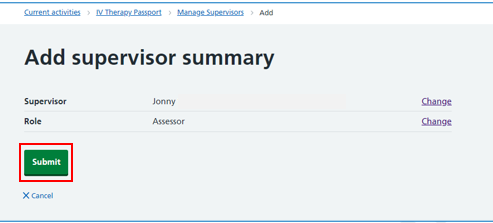 Current activities > IV Therapy Passport > Manage Supervisors > Add
Add supervisor summary
Supervisor Jonny Change
Role Assessor Change
Submit
Cancel